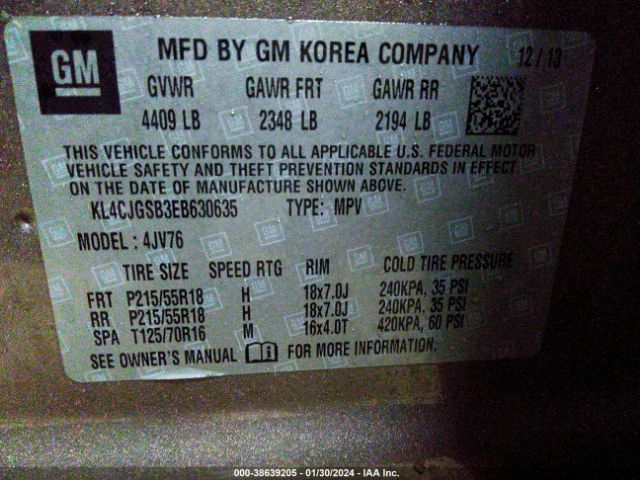 GM
MFD BY GM KOREA COMPANY 12/13
GVWR GAWR FRT GAWR RR
4409 LB 2348 LB 2194 LB
THIS VEHICLE CONFORMS TO ALL APPLICABLE U.S. FEDERAL MOTOR
VEHICLE SAFETY AND THEFT PREVENTION STANDARDS IN EFFECT
ON THE DATE OF MANUFACTURE SHOWN ABOVE.
KL4CJGSB3EB630635 TYPE: MPV
MODEL : 4JV76
TIRE SIZE SPEED RTG RIM COLD TIRE PRESSURE
FRT P215/55R18 H 18x7.0J 240KPA, 35 PSI
RR P215/55R18 H 18x7.0J 240KPA, 35 PSI
SPA T125/70R16 M 16x4.0T 420KPA, 60 PSI
SEE OWNER'S MANUAL FOR MORE INFORMATION.
000-38639205 - 01/30/2024 - IAA Inc.